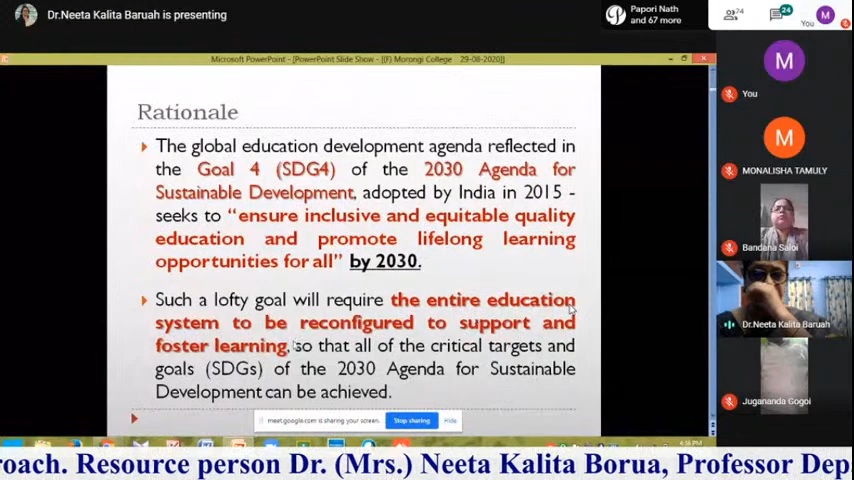 Dr.Neeta Kalita Baruah is presenting
Papori Nath
and 67 more
74
24
You
M
Microsoft PowerPoint - [PowerPoint Slide Show - [(F) Morongi College 29-08-2020]]
Rationale
The global education development agenda reflected in
the Goal 4 (SDG4) of the 2030 Agenda for
Sustainable Development, adopted by India in 2015 -
seeks to “ensure inclusive and equitable quality
education and promote lifelong learning
opportunities for all” by 2030.
Such a lofty goal will require the entire education
system to be reconfigured to support and
foster learning, so that all of the critical targets and
goals (SDGs) of the 2030 Agenda for Sustainable
Development can be achieved.
meet.google.com is sharing your screen.
Stop sharing
Hide
4:36 PM
M
You
M
MONALISHA TAMULY
Bandana Saloi
Dr.Neeta Kalita Baruah
Jugananda Gogoi
roach. Resource person Dr. (Mrs.) Neeta Kalita Borua, Professor Dep